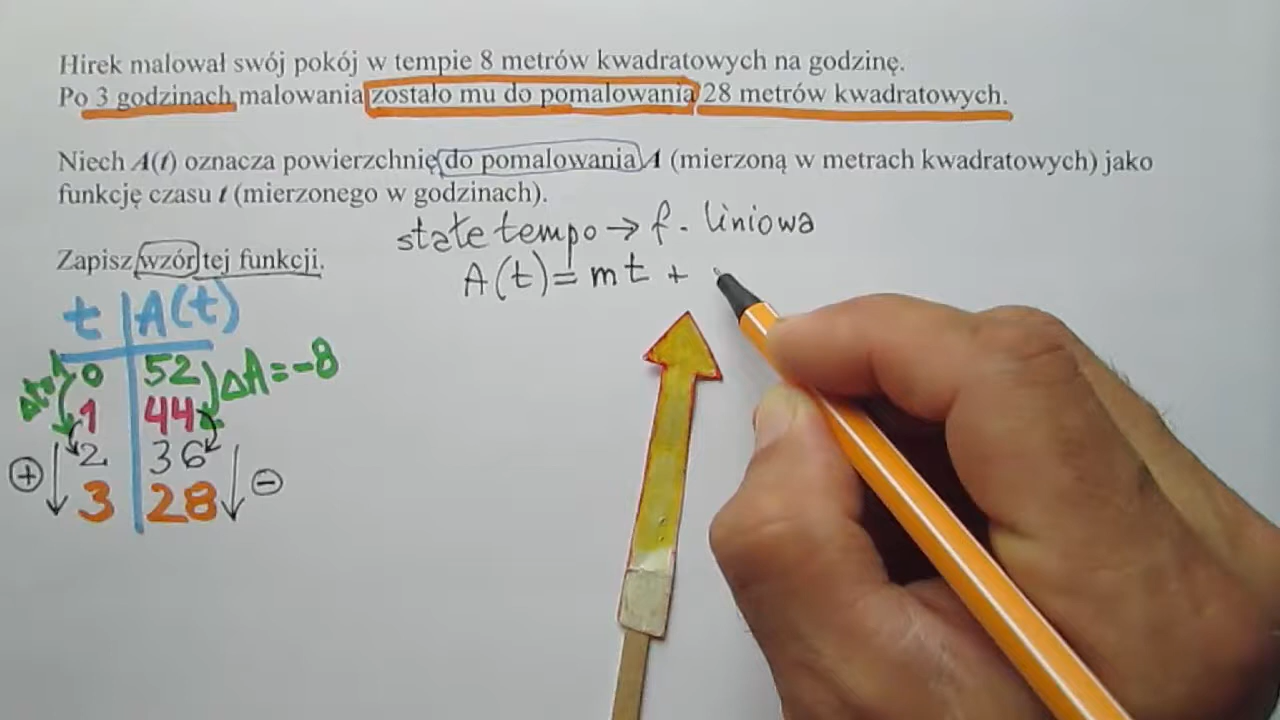 Hirek malował swój pokój w tempie 8 metrów kwadratowych na godzinę.
Po 3 godzinach malowania zostało mu do pomalowania 28 metrów kwadratowych.
Niech A(t) oznacza powierzchnię do pomalowania A (mierzoną w metrach kwadratowych) jako
funkcję czasu t (mierzonego w godzinach).
stałe tempo → f. liniowa
Zapisz wzór tej funkcji.
A(t) = mt +
t A(t)
0 52
ΔA = -8
1 44
2 36
+ -
3 28